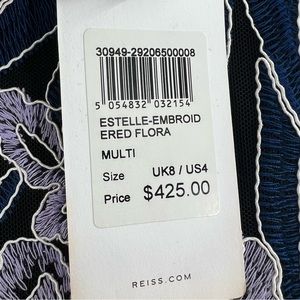 30949-29206500008
5 054832 032154
ESTELLE-EMBROID
ERED FLORA
MULTI
Size UK8 / US4
Price $425.00
REISS.COM